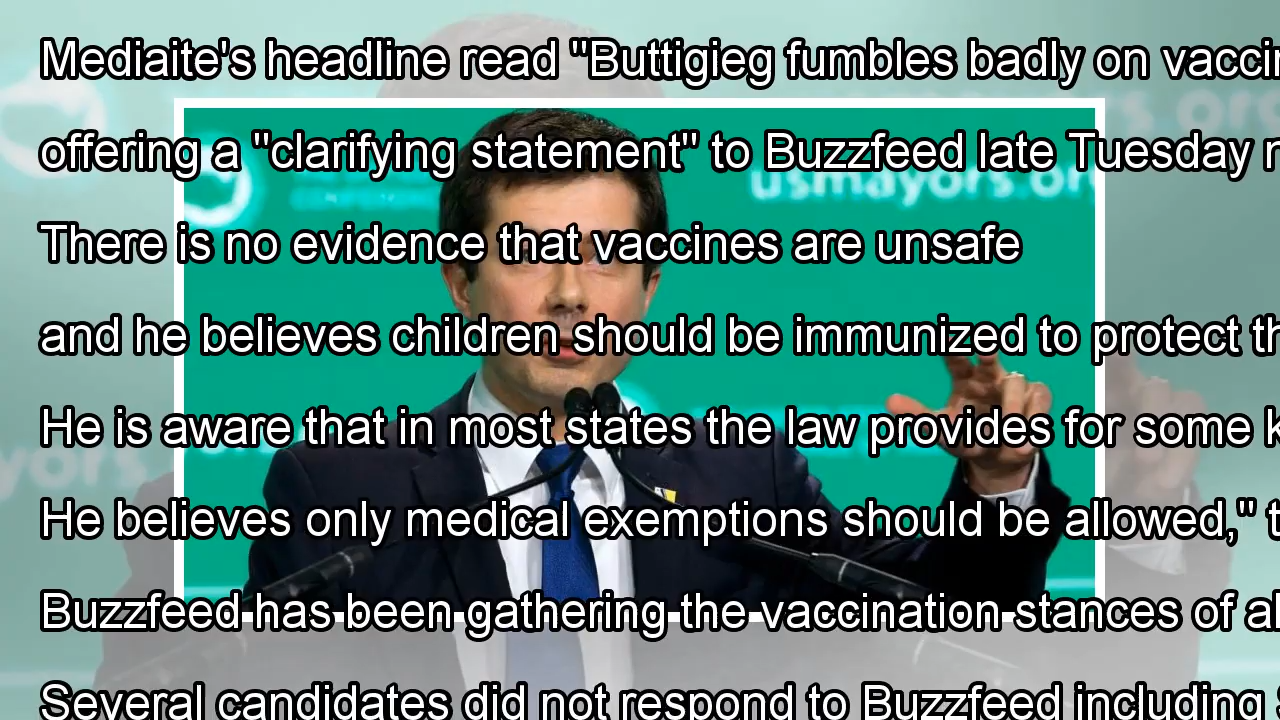 Mediaite's headline read "Buttigieg fumbles badly on
offering a "clarifying statement" to Buzzfeed late Tuesday
usmayors.org
There is no evidence that vaccines are unsafe
and he believes children should be immunized to protect
He is aware that in most states the law provides for some
He believes only medical exemptions should be allowed,"
Buzzfeed has been gathering the vaccination stances of
Several candidates did not respond to Buzzfeed including